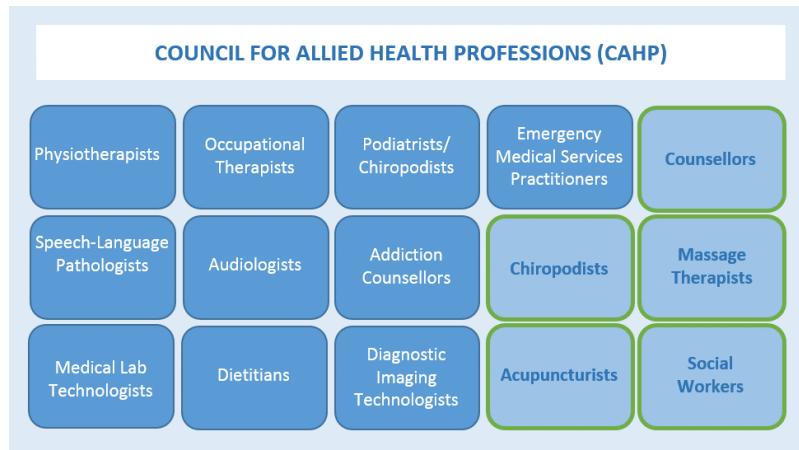 COUNCIL FOR ALLIED HEALTH PROFESSIONS (CAHP)
Physiotherapists
Occupational
Therapists
Podiatrists/
Chiropodists
Emergency
Medical Services
Practitioners
Counsellors
Speech-Language
Pathologists
Audiologists
Addiction
Counsellors
Chiropodists
Massage
Therapists
Medical Lab
Technologists
Dietitians
Diagnostic
Imaging
Technologists
Acupuncturists
Social
Workers